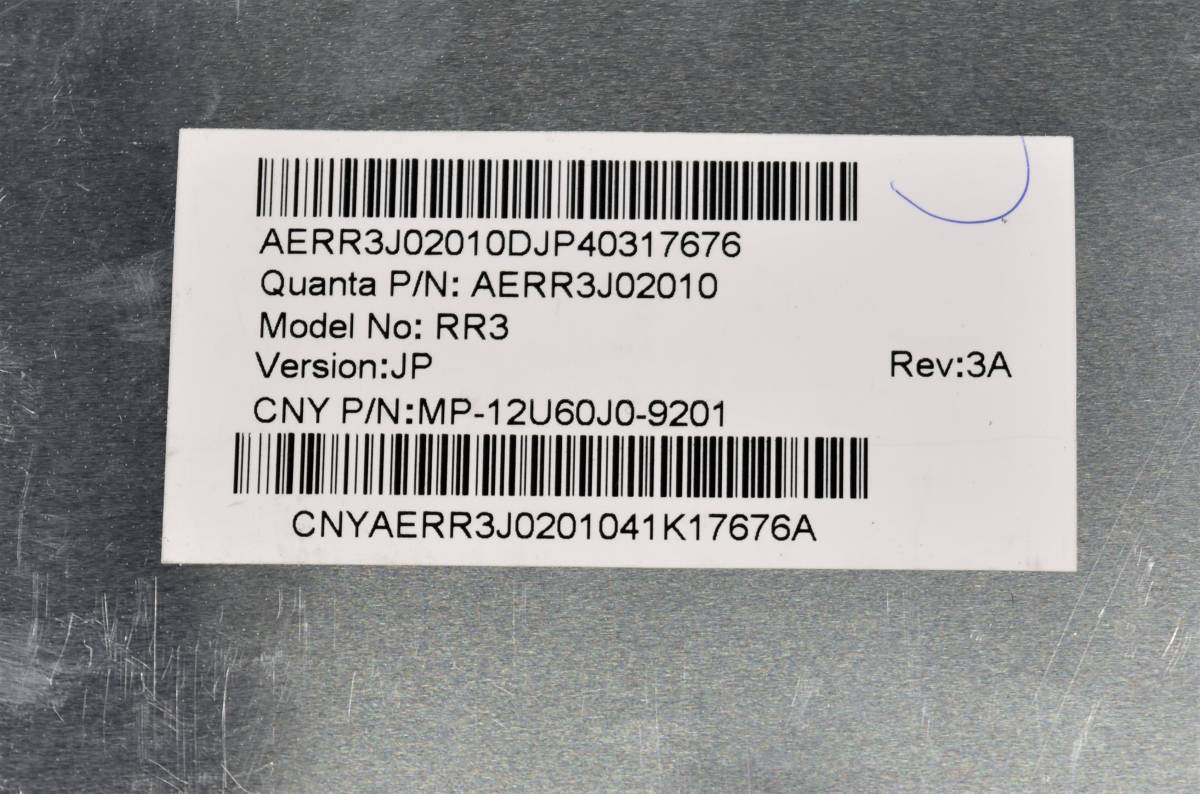 AERR3J02010DJP40317676
Quanta P/N: AERR3J02010
Model No: RR3
Version:JP Rev:3A
CNY P/N:MP-12U60J0-9201
CNYAERR3J0201041K17676A